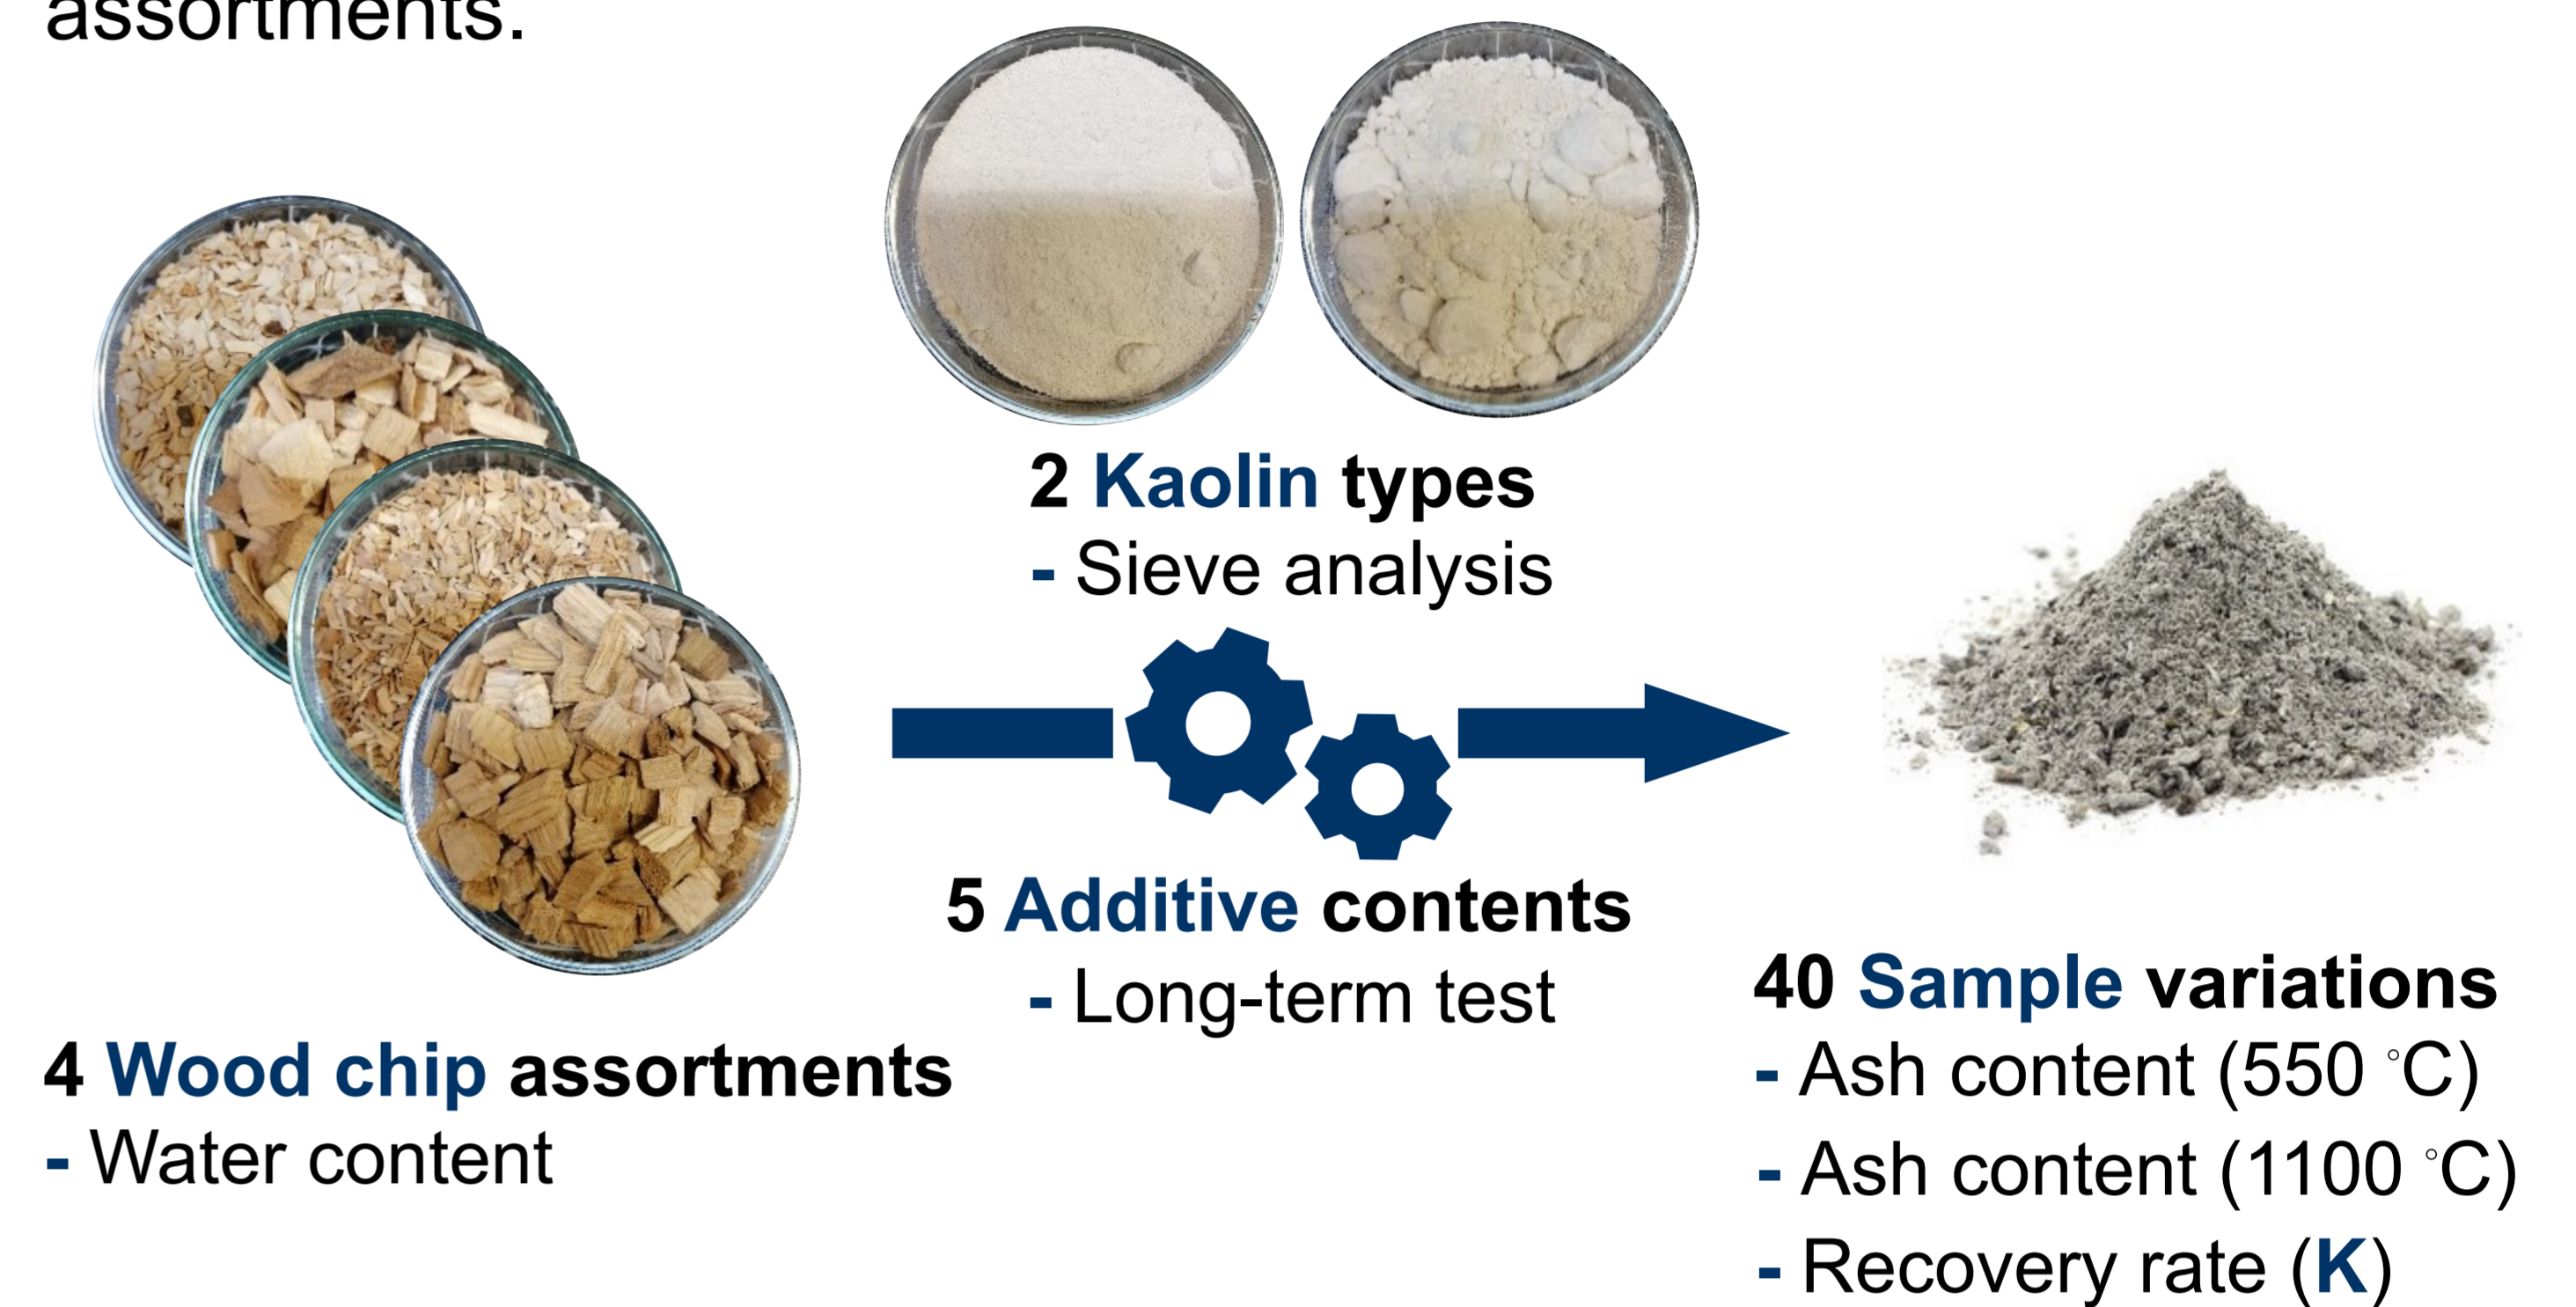 assortments.
2 Kaolin types
- Sieve analysis
5 Additive contents
- Long-term test
4 Wood chip assortments
- Water content
40 Sample variations
- Ash content (550 °C)
- Ash content (1100 °C)
- Recovery rate (K)